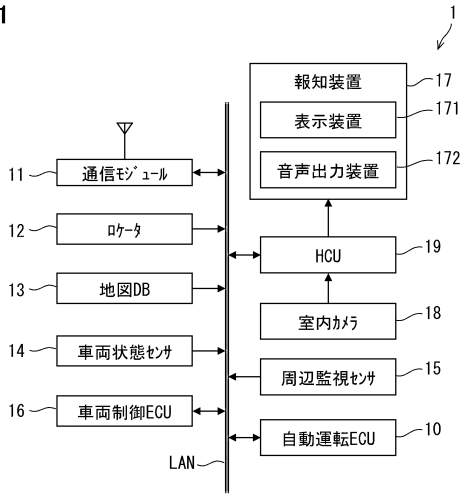 1
1
報知装置
17
表示装置
171
音声出力装置
172
11
通信ﾓｼﾞｭｰﾙ
12
ﾛｹｰﾀ
HCU
19
13
地図DB
室内ｶﾒﾗ
18
14
車両状態ｾﾝｻ
周辺監視ｾﾝｻ
15
16
車両制御ECU
自動運転ECU
10
LAN